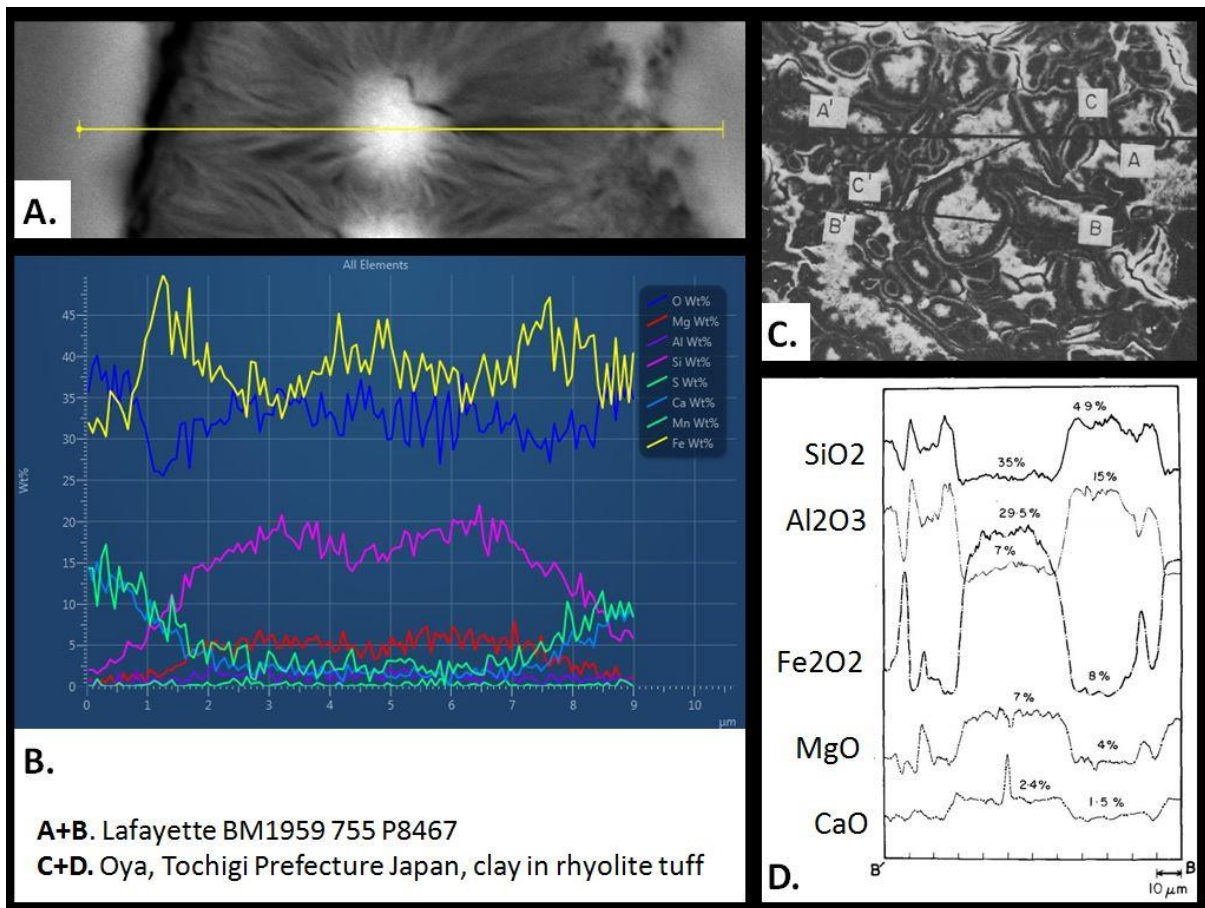 A.
All Elements
Wt%
45
40
35
30
25
20
15
10
5
0
0 1 2 3 4 5 6 7 8 9 10
µm
O Wt%
Mg Wt%
Al Wt%
Si Wt%
S Wt%
Ca Wt%
Mn Wt%
Fe Wt%
B.
A+B. Lafayette BM1959 755 P8467
C+D. Oya, Tochigi Prefecture Japan, clay in rhyolite tuff
A'
C
A
C'
B'
B
C.
SiO2
49%
35%
Al2O3
15%
29·5%
7%
Fe2O2
8%
MgO
7%
4%
CaO
2·4%
1·5%
B'
B
10 µm
D.